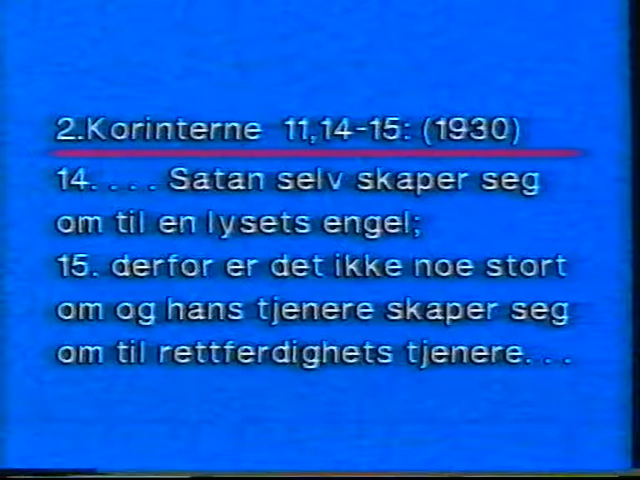 2.Korinterne 11,14-15: (1930)
14. . . . Satan selv skaper seg
om til en lysets engel;
15. derfor er det ikke noe stort
om og hans tjenere skaper seg
om til rettferdighets tjenere. . .